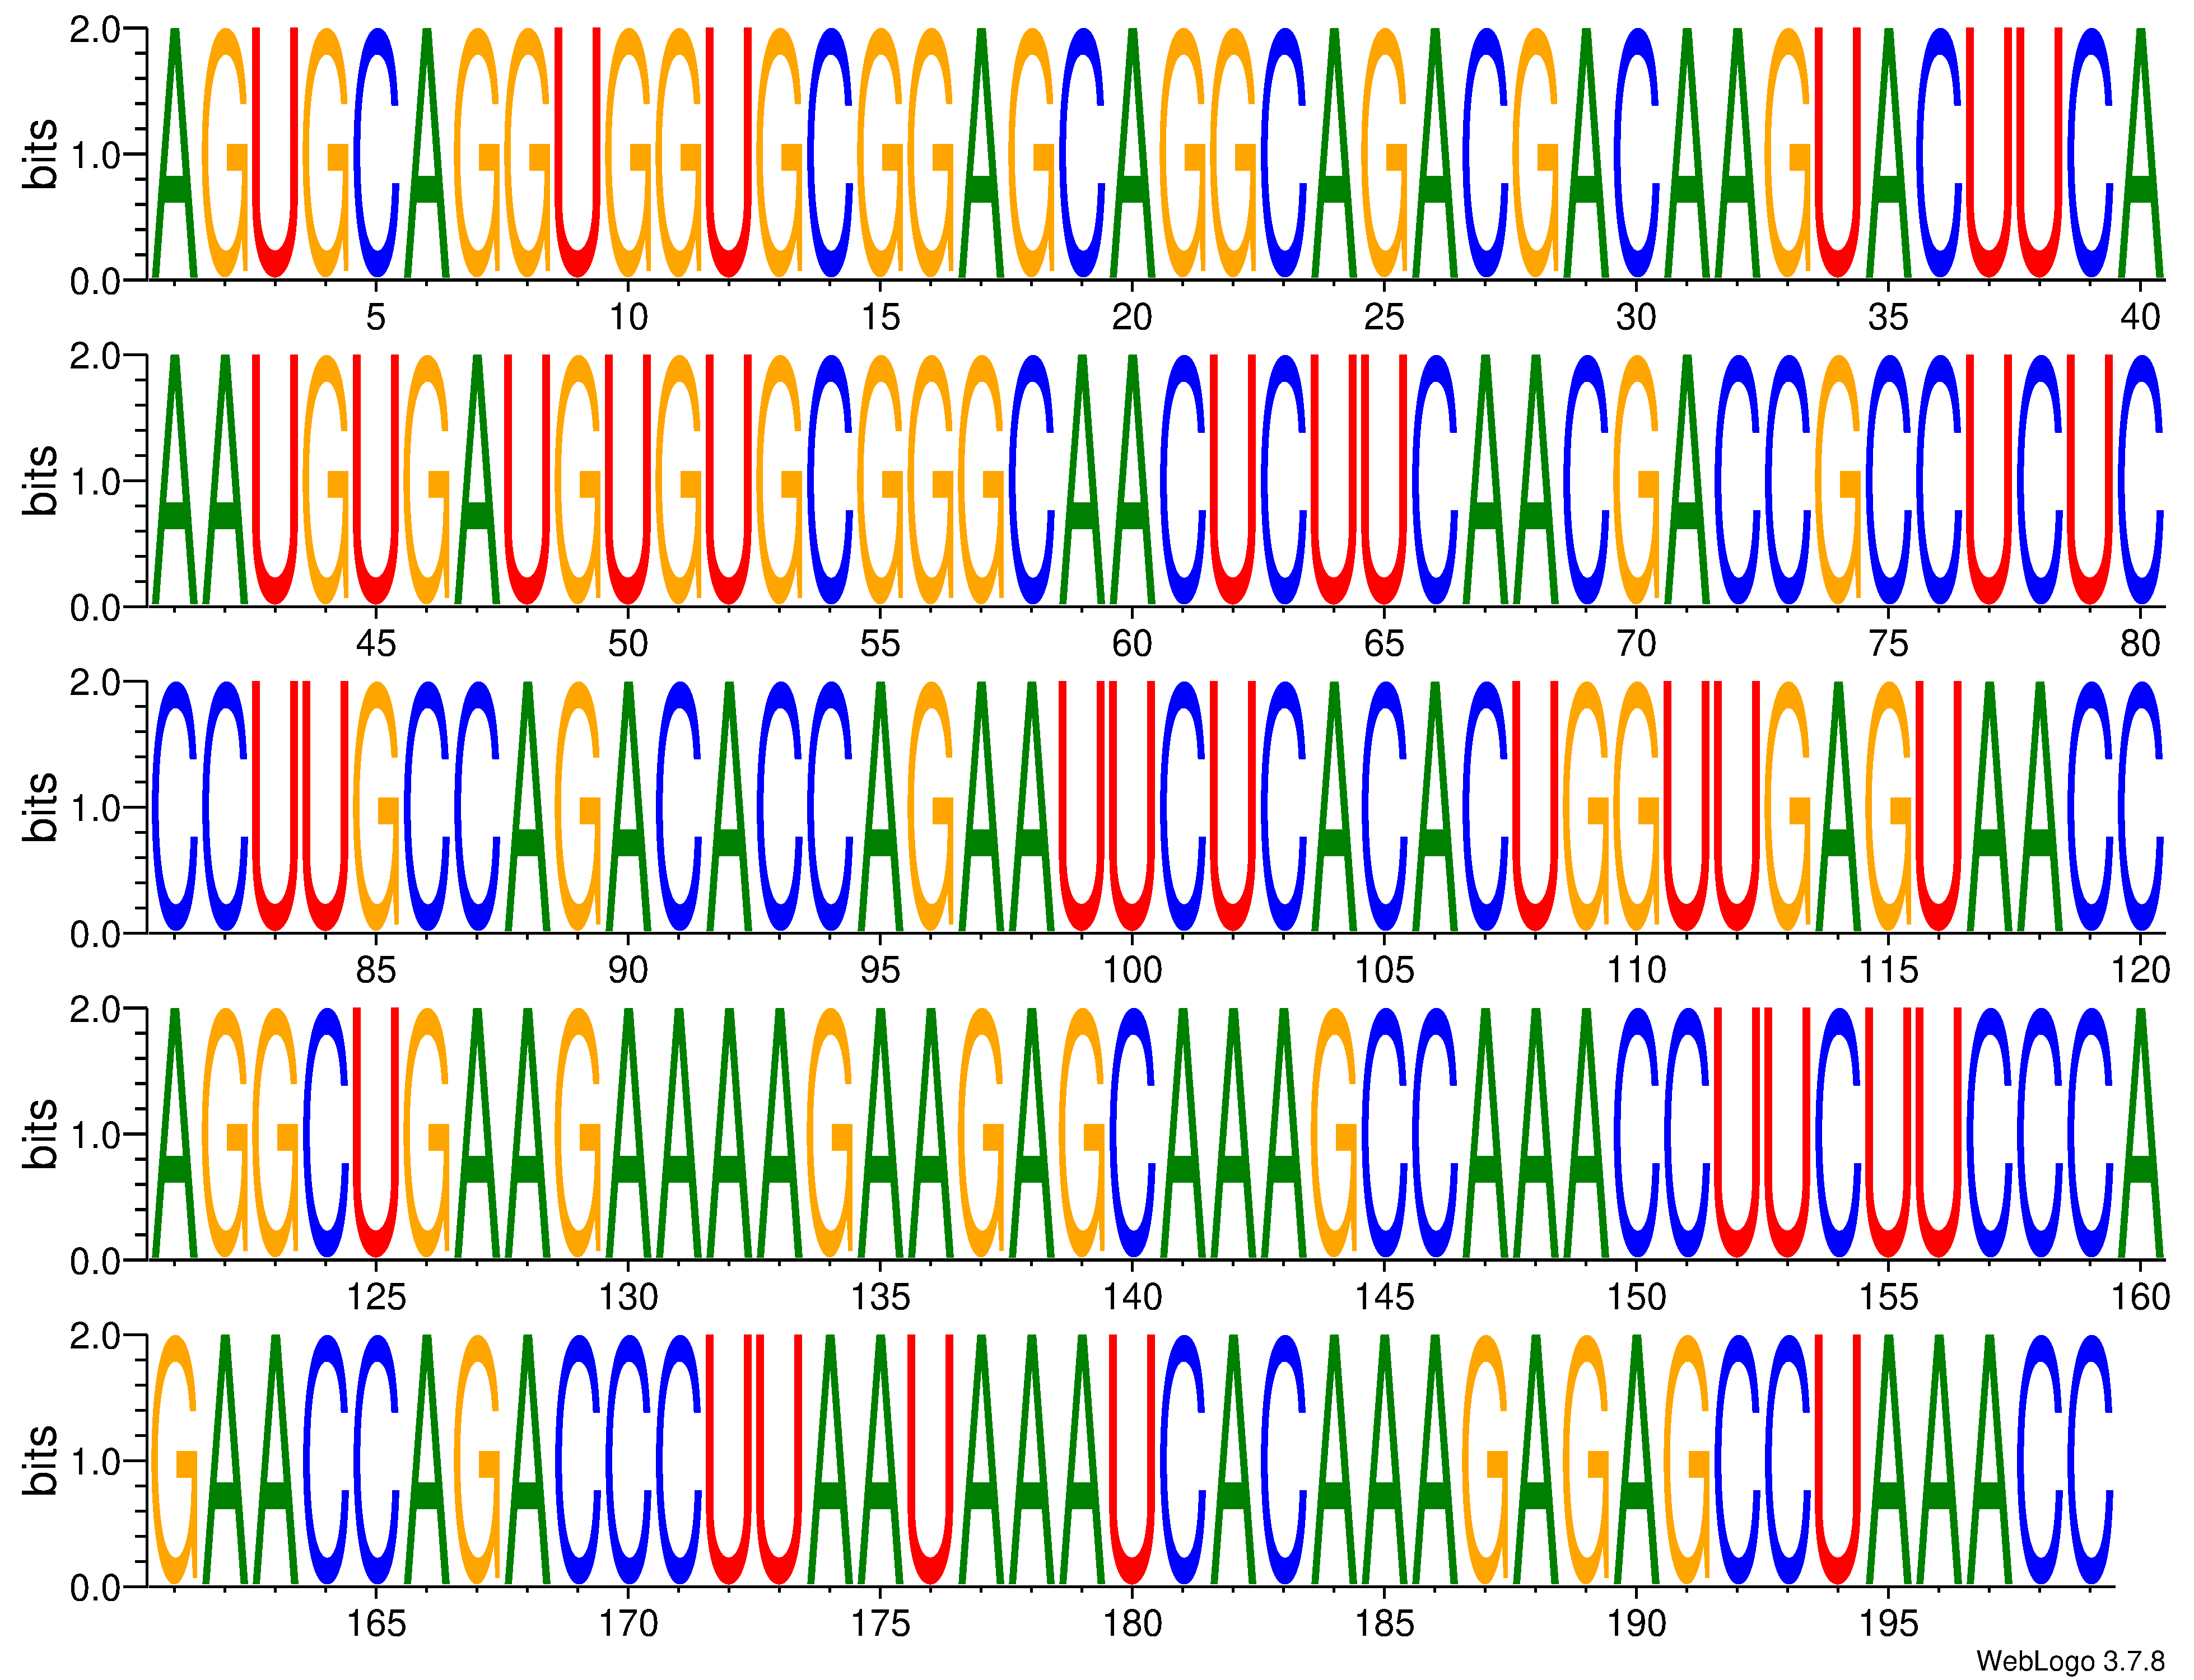 2.0
AGUGCAGGUGGUGCGGAGCAGGCAGACGACAAGUACUUCA
bits
1.0
0.0
5 10 15 20 25 30 35 40
2.0
AAUGUGAUGUGUGCGGGCAACUCUUCAACGACCGCCUCUC
bits
1.0
0.0
45 50 55 60 65 70 75 80
2.0
CCUUGCCAGACACCAGAAUUCUCACACUGGUUGAGUAACC
bits
1.0
0.0
85 90 95 100 105 110 115 120
2.0
AGGCUGAAGAAAAGAAGAGCAAAGCCAAACCUUCUUCCCA
bits
1.0
0.0
125 130 135 140 145 150 155 160
2.0
GAACCAGACCCUUAAUAAAUCACAAAGAGAGCCUAAACC
bits
1.0
0.0
165 170 175 180 185 190 195
WebLogo 3.7.8